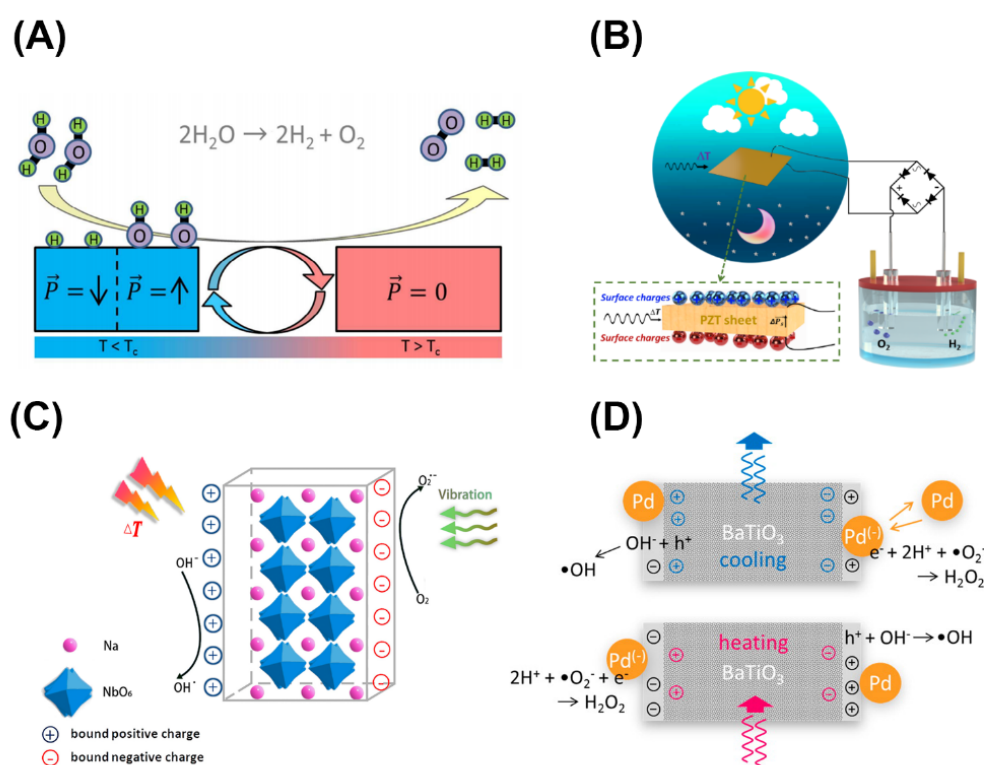 (A)
2H₂O → 2H₂ + O₂
H
H
O
O
H
H
O
O
H H
H H
H H
H H
O O
P⃗ = ↓
P⃗ = ↑
P⃗ = 0
T < Tc
T > Tc
(B)
ΔT
Surface charges
ΔT
PZT sheet
ΔPs
Surface charges
+
-
O₂
H₂
(C)
ΔT
OH⁻
OH˙
O₂˙⁻
O₂
Vibration
Na
NbO₆
bound positive charge
bound negative charge
(D)
Pd
Pd
BaTiO₃
cooling
Pd(-)
OH⁻ + h⁺
•OH
e⁻ + 2H⁺ + •O₂⁻
→ H₂O₂
heating
BaTiO₃
h⁺ + OH⁻ → •OH
Pd(-)
Pd
2H⁺ + •O₂⁻ + e⁻
→ H₂O₂